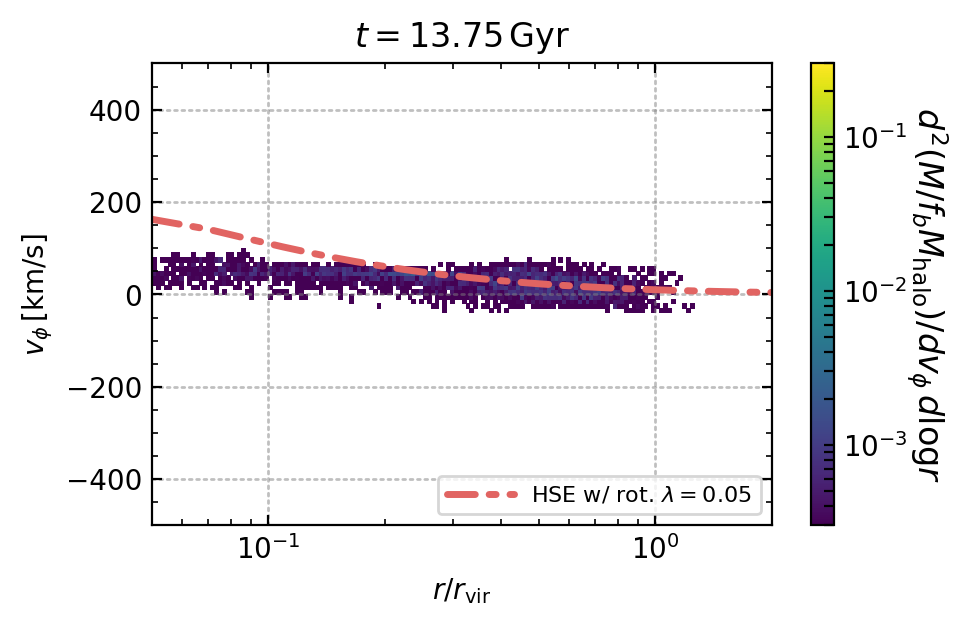 t = 13.75 Gyr
400
200
0
−200
−400
v_ϕ [km/s]
10^−1
10^0
r/r_vir
HSE w/ rot. λ = 0.05
10^−1
10^−2
10^−3
d^2(M/f_b M_halo)/dv_ϕ dlogr